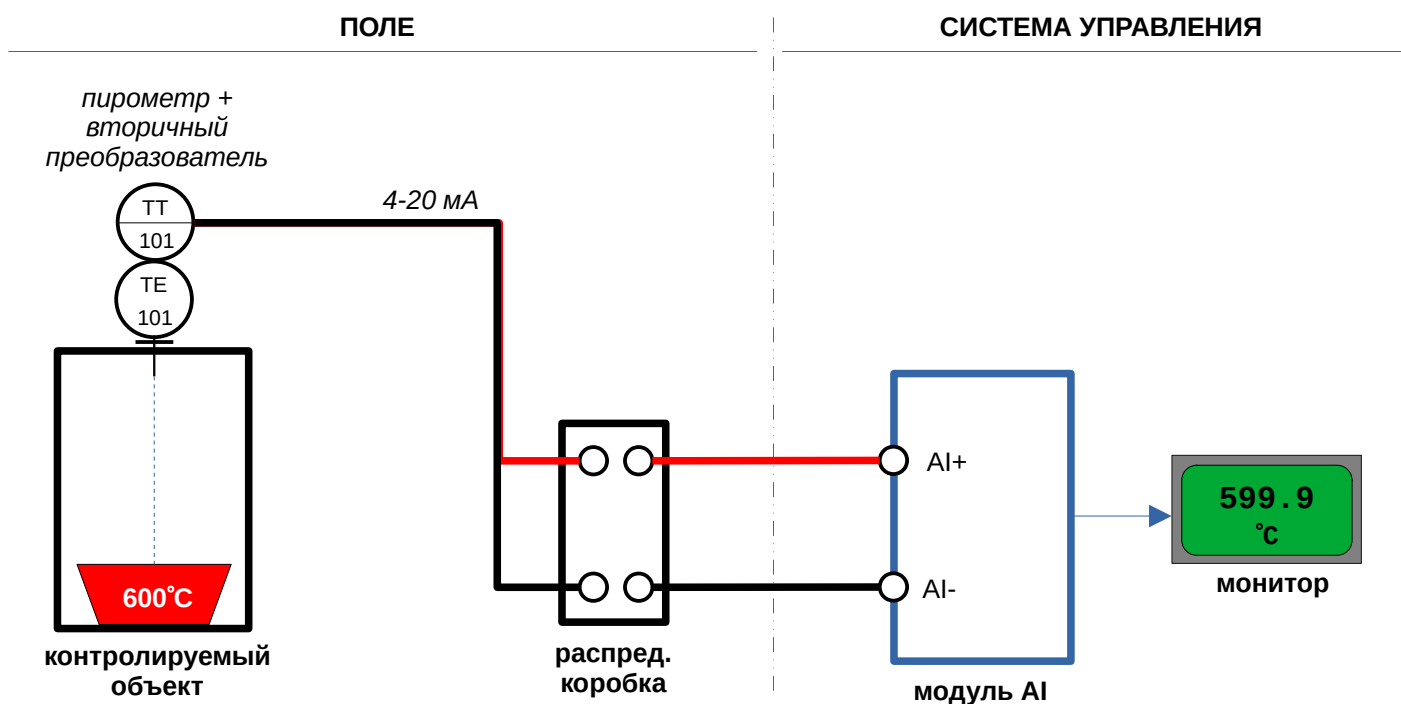 ПОЛЕ
СИСТЕМА УПРАВЛЕНИЯ
пирометр +
вторичный
преобразователь
TT
101
4-20 мА
TE
101
AI+
599.9
°C
AI-
монитор
600°C
контролируемый
объект
распред.
коробка
модуль AI